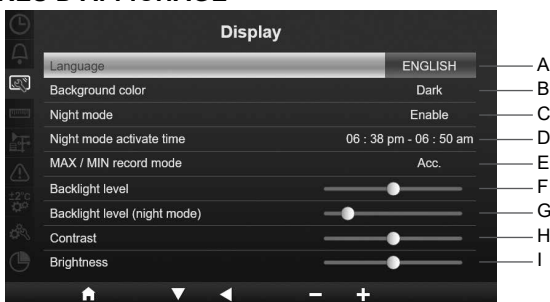 Display
Language ENGLISH A
Background color Dark B
Night mode Enable C
Night mode activate time 06 : 38 pm - 06 : 50 am D
MAX / MIN record mode Acc. E
Backlight level F
Backlight level (night mode) G
Contrast H
Brightness I